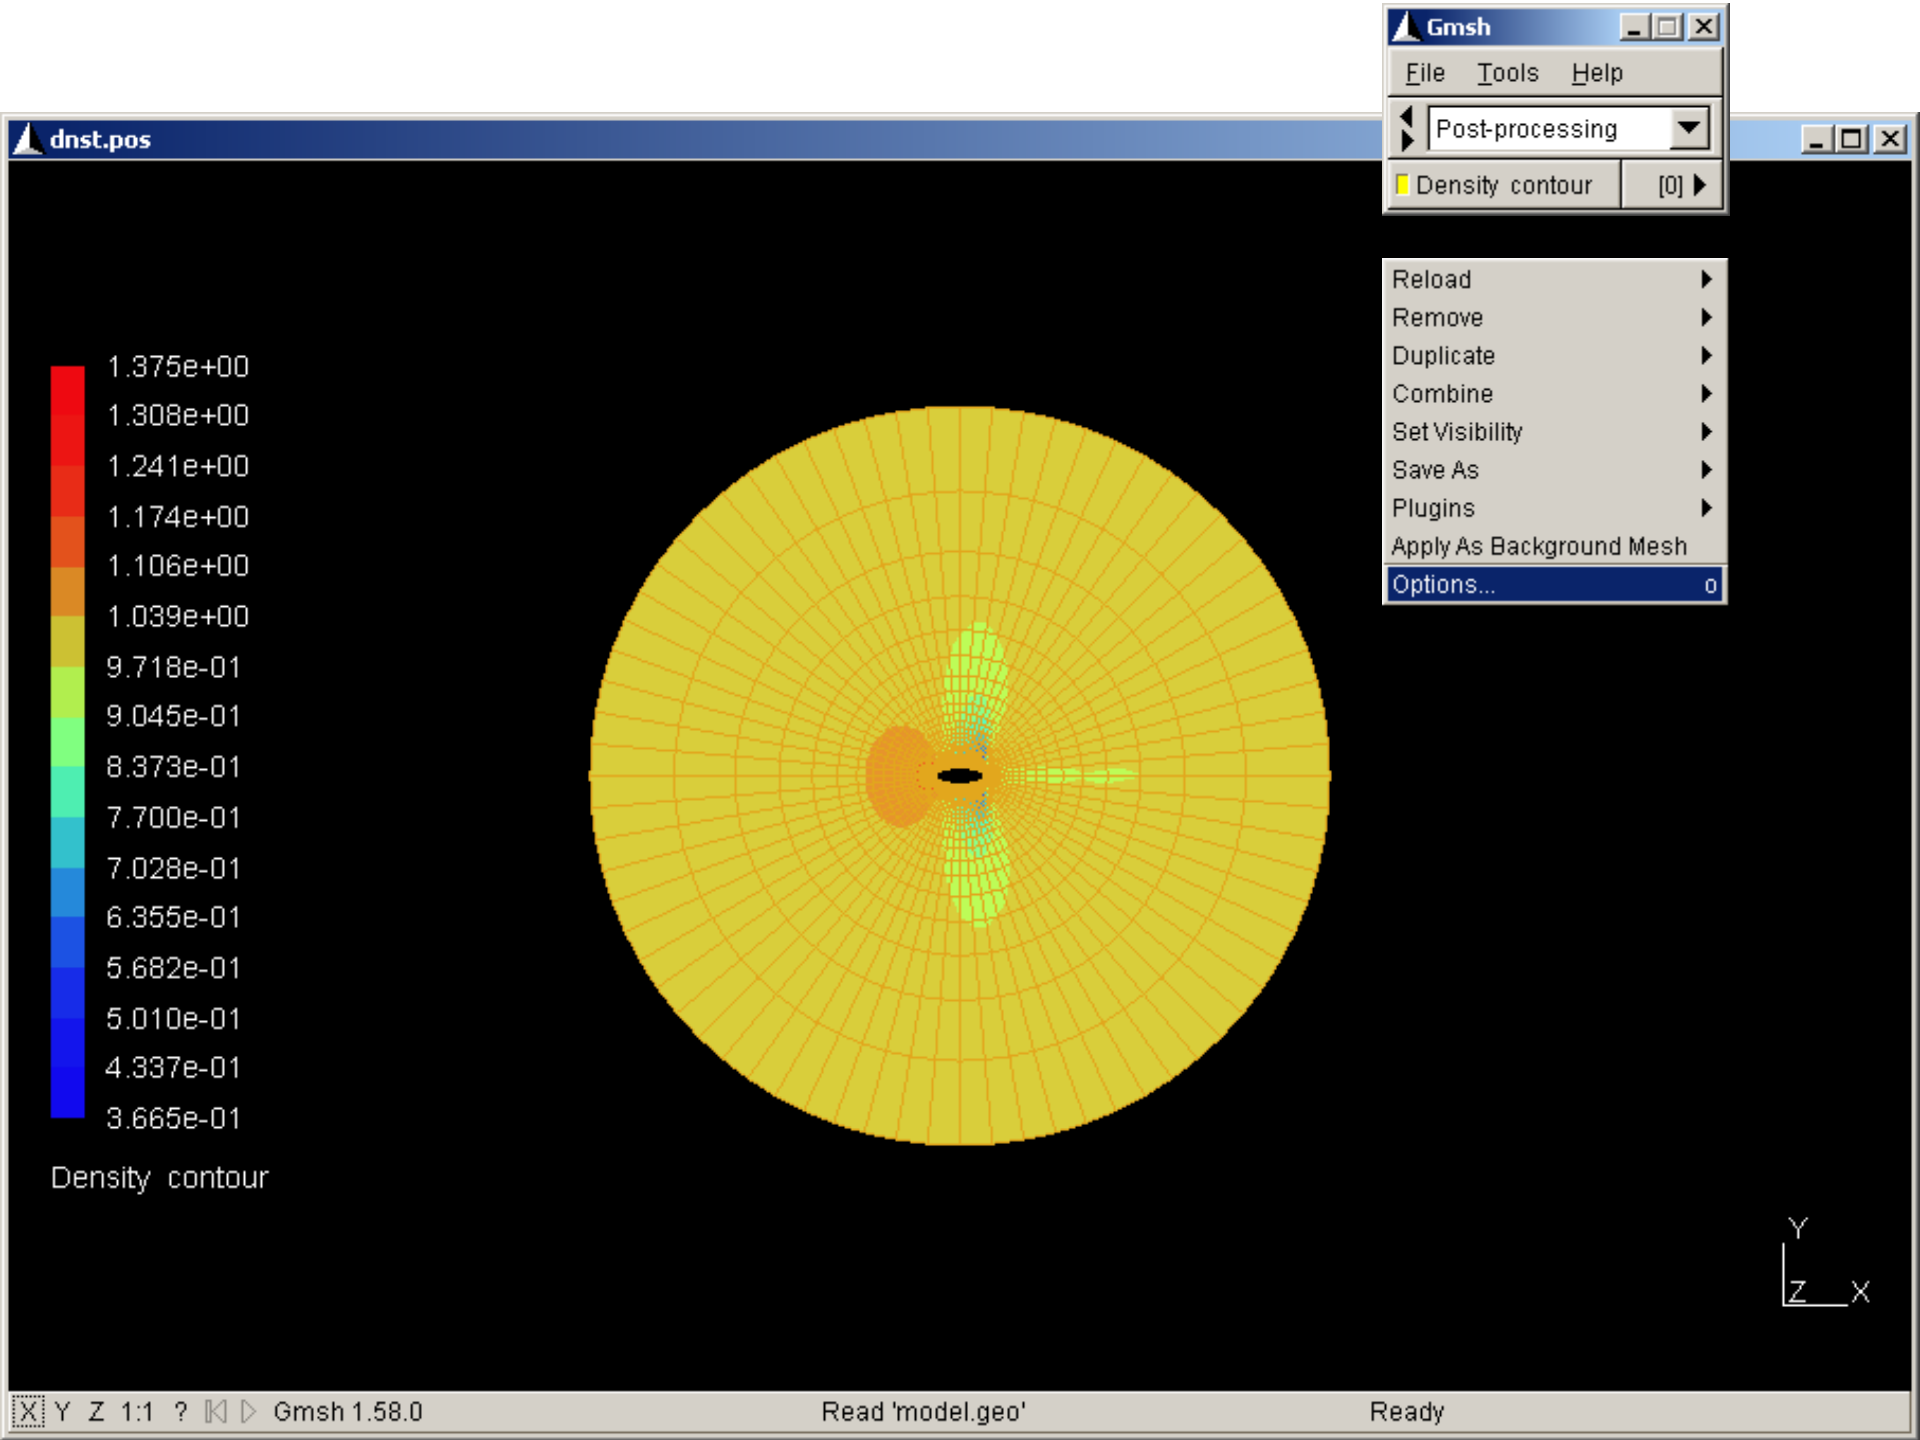 Gmsh
File Tools Help
Post-processing
Density contour [0]
dnst.pos
Reload
Remove
Duplicate
Combine
Set Visibility
Save As
Plugins
Apply As Background Mesh
Options... o
1.375e+00
1.308e+00
1.241e+00
1.174e+00
1.106e+00
1.039e+00
9.718e-01
9.045e-01
8.373e-01
7.700e-01
7.028e-01
6.355e-01
5.682e-01
5.010e-01
4.337e-01
3.665e-01
Density contour
Y
Z X
X Y Z 1:1 ? Gmsh 1.58.0 Read 'model.geo' Ready